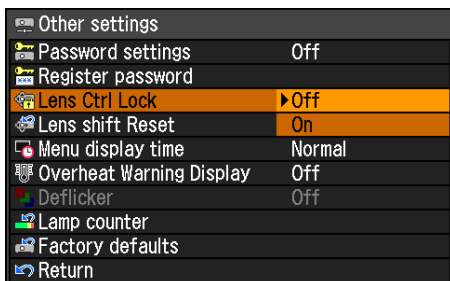 Other settings
Password settings Off
Register password
Lens Ctrl Lock Off
Lens shift Reset On
Menu display time Normal
Overheat Warning Display Off
Deflicker Off
Lamp counter
Factory defaults
Return